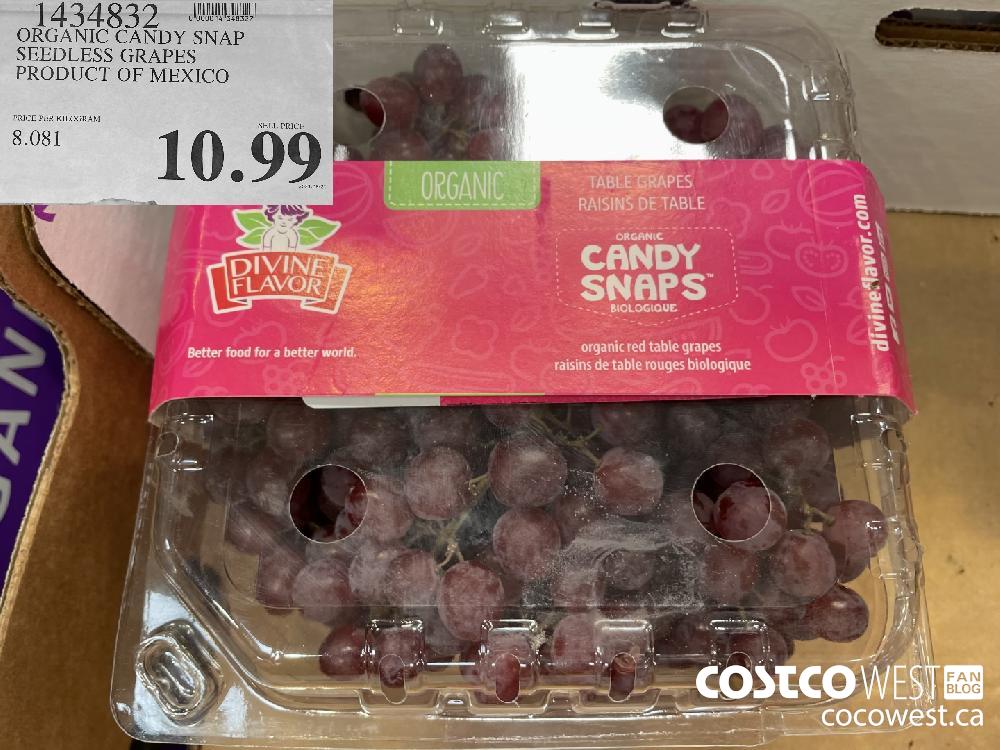 1434832
ORGANIC CANDY SNAP
SEEDLESS GRAPES
PRODUCT OF MEXICO
PRICE PER KILOGRAM
8.081
SELL PRICE
10.99
ORGANIC
TABLE GRAPES
RAISINS DE TABLE
DIVINE
FLAVOR
Better food for a better world.
ORGANIC
CANDY
SNAPS™
BIOLOGIQUE
organic red table grapes
raisins de table rouges biologique
divineflavor.com
COSTCO WEST FAN BLOG
cocowest.ca